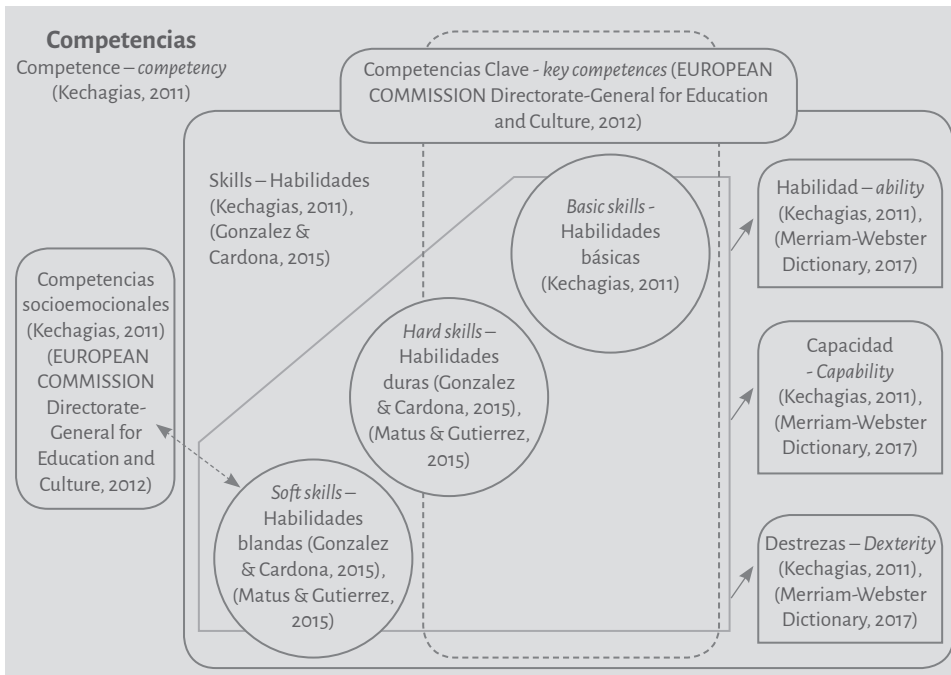 Competencias
Competence – competency
(Kechagias, 2011)
Competencias Clave - key competences (EUROPEAN
COMMISSION Directorate-General for Education
and Culture, 2012)
Skills – Habilidades
(Kechagias, 2011),
(Gonzalez &
Cardona, 2015)
Basic skills -
Habilidades
básicas
(Kechagias, 2011)
Habilidad – ability
(Kechagias, 2011),
(Merriam-Webster
Dictionary, 2017)
Competencias
socioemocionales
(Kechagias, 2011)
(EUROPEAN
COMMISSION
Directorate-
General for
Education and
Culture, 2012)
Hard skills –
Habilidades
duras (Gonzalez
& Cardona, 2015),
(Matus & Gutierrez,
2015)
Capacidad
- Capability
(Kechagias, 2011),
(Merriam-Webster
Dictionary, 2017)
Soft skills –
Habilidades
blandas (Gonzalez
& Cardona, 2015),
(Matus & Gutierrez,
2015)
Destrezas – Dexterity
(Kechagias, 2011),
(Merriam-Webster
Dictionary, 2017)